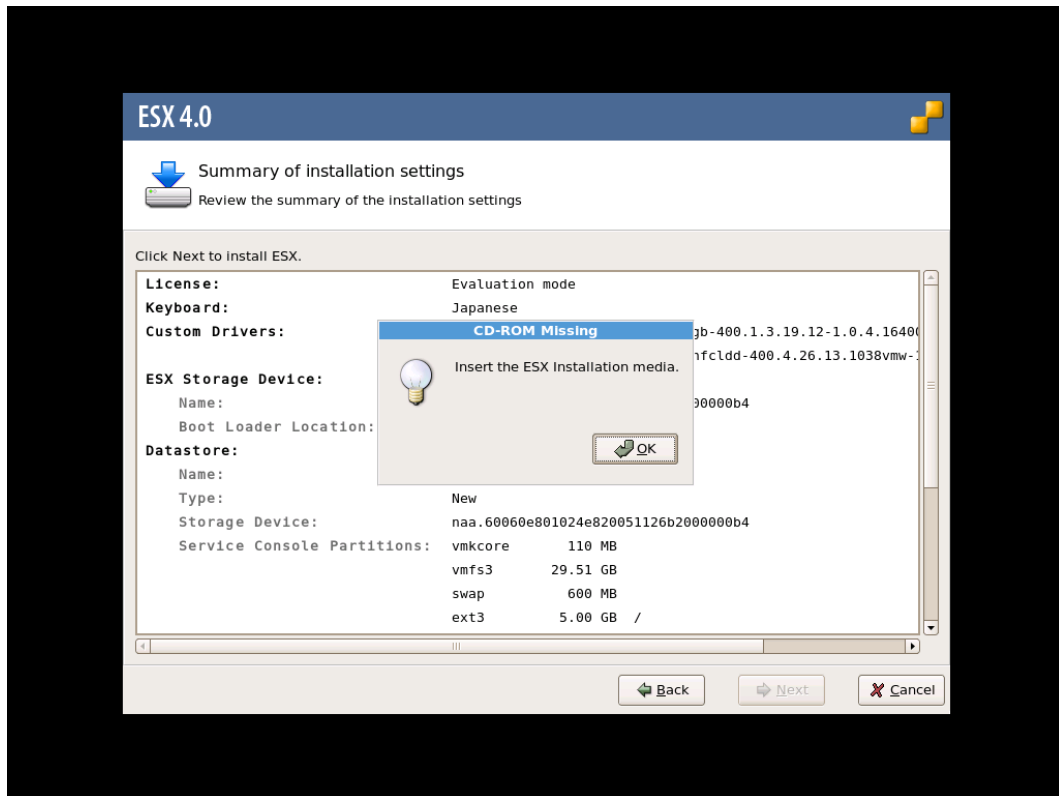 ESX 4.0
Summary of installation settings
Review the summary of the installation settings
Click Next to install ESX.
License: Evaluation mode
Keyboard: Japanese
Custom Drivers: gb-400.1.3.19.12-1.0.4.16400
hfcldd-400.4.26.13.1038vmw-1
ESX Storage Device:
Name: 00000b4
Boot Loader Location:
Datastore:
Name:
Type: New
Storage Device: naa.60060e801024e820051126b2000000b4
Service Console Partitions: vmkcore 110 MB
vmfs3 29.51 GB
swap 600 MB
ext3 5.00 GB /
CD-ROM Missing
Insert the ESX Installation media.
OK
Back Next Cancel